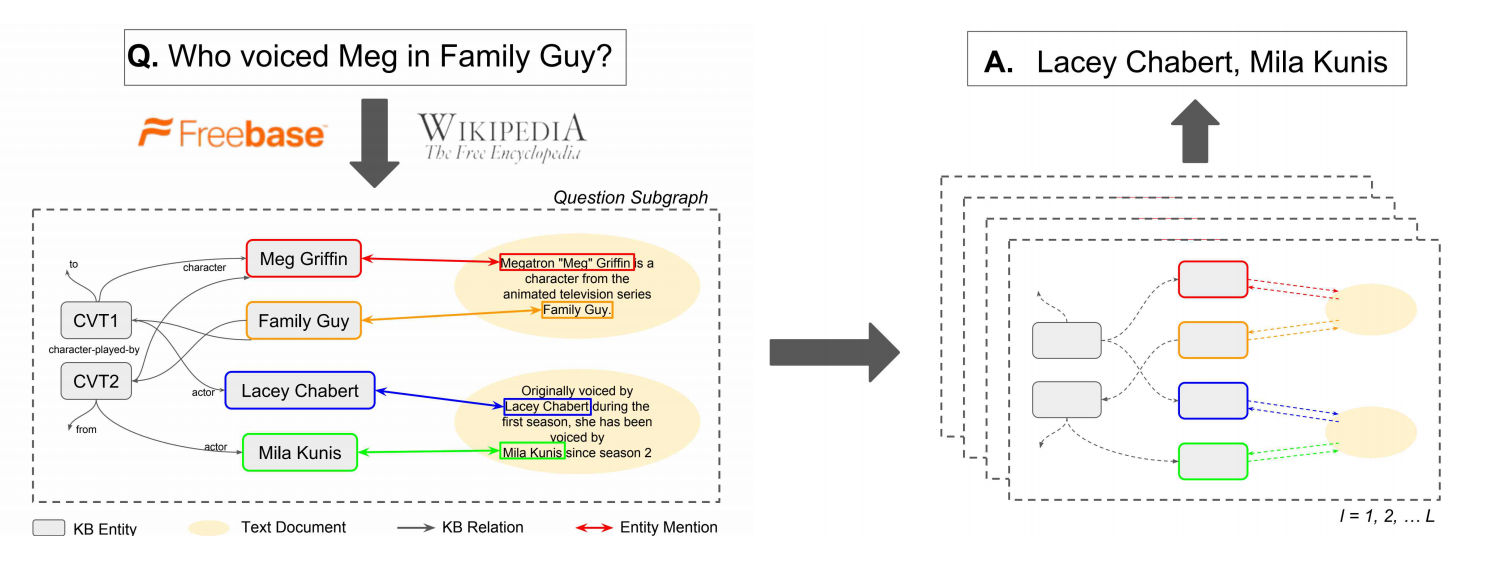 Q. Who voiced Meg in Family Guy?
Freebase
WIKIPEDIA
The Free Encyclopedia
Question Subgraph
to
character
Meg Griffin
CVT1
Family Guy
character-played-by
CVT2
actor
Lacey Chabert
from
actor
Mila Kunis
Megatron "Meg" Griffin is a
character from the
animated television series
Family Guy.
Originally voiced by
Lacey Chabert during the
first season, she has been
voiced by
Mila Kunis since season 2
KB Entity
Text Document
KB Relation
Entity Mention
A. Lacey Chabert, Mila Kunis
l = 1, 2, … L